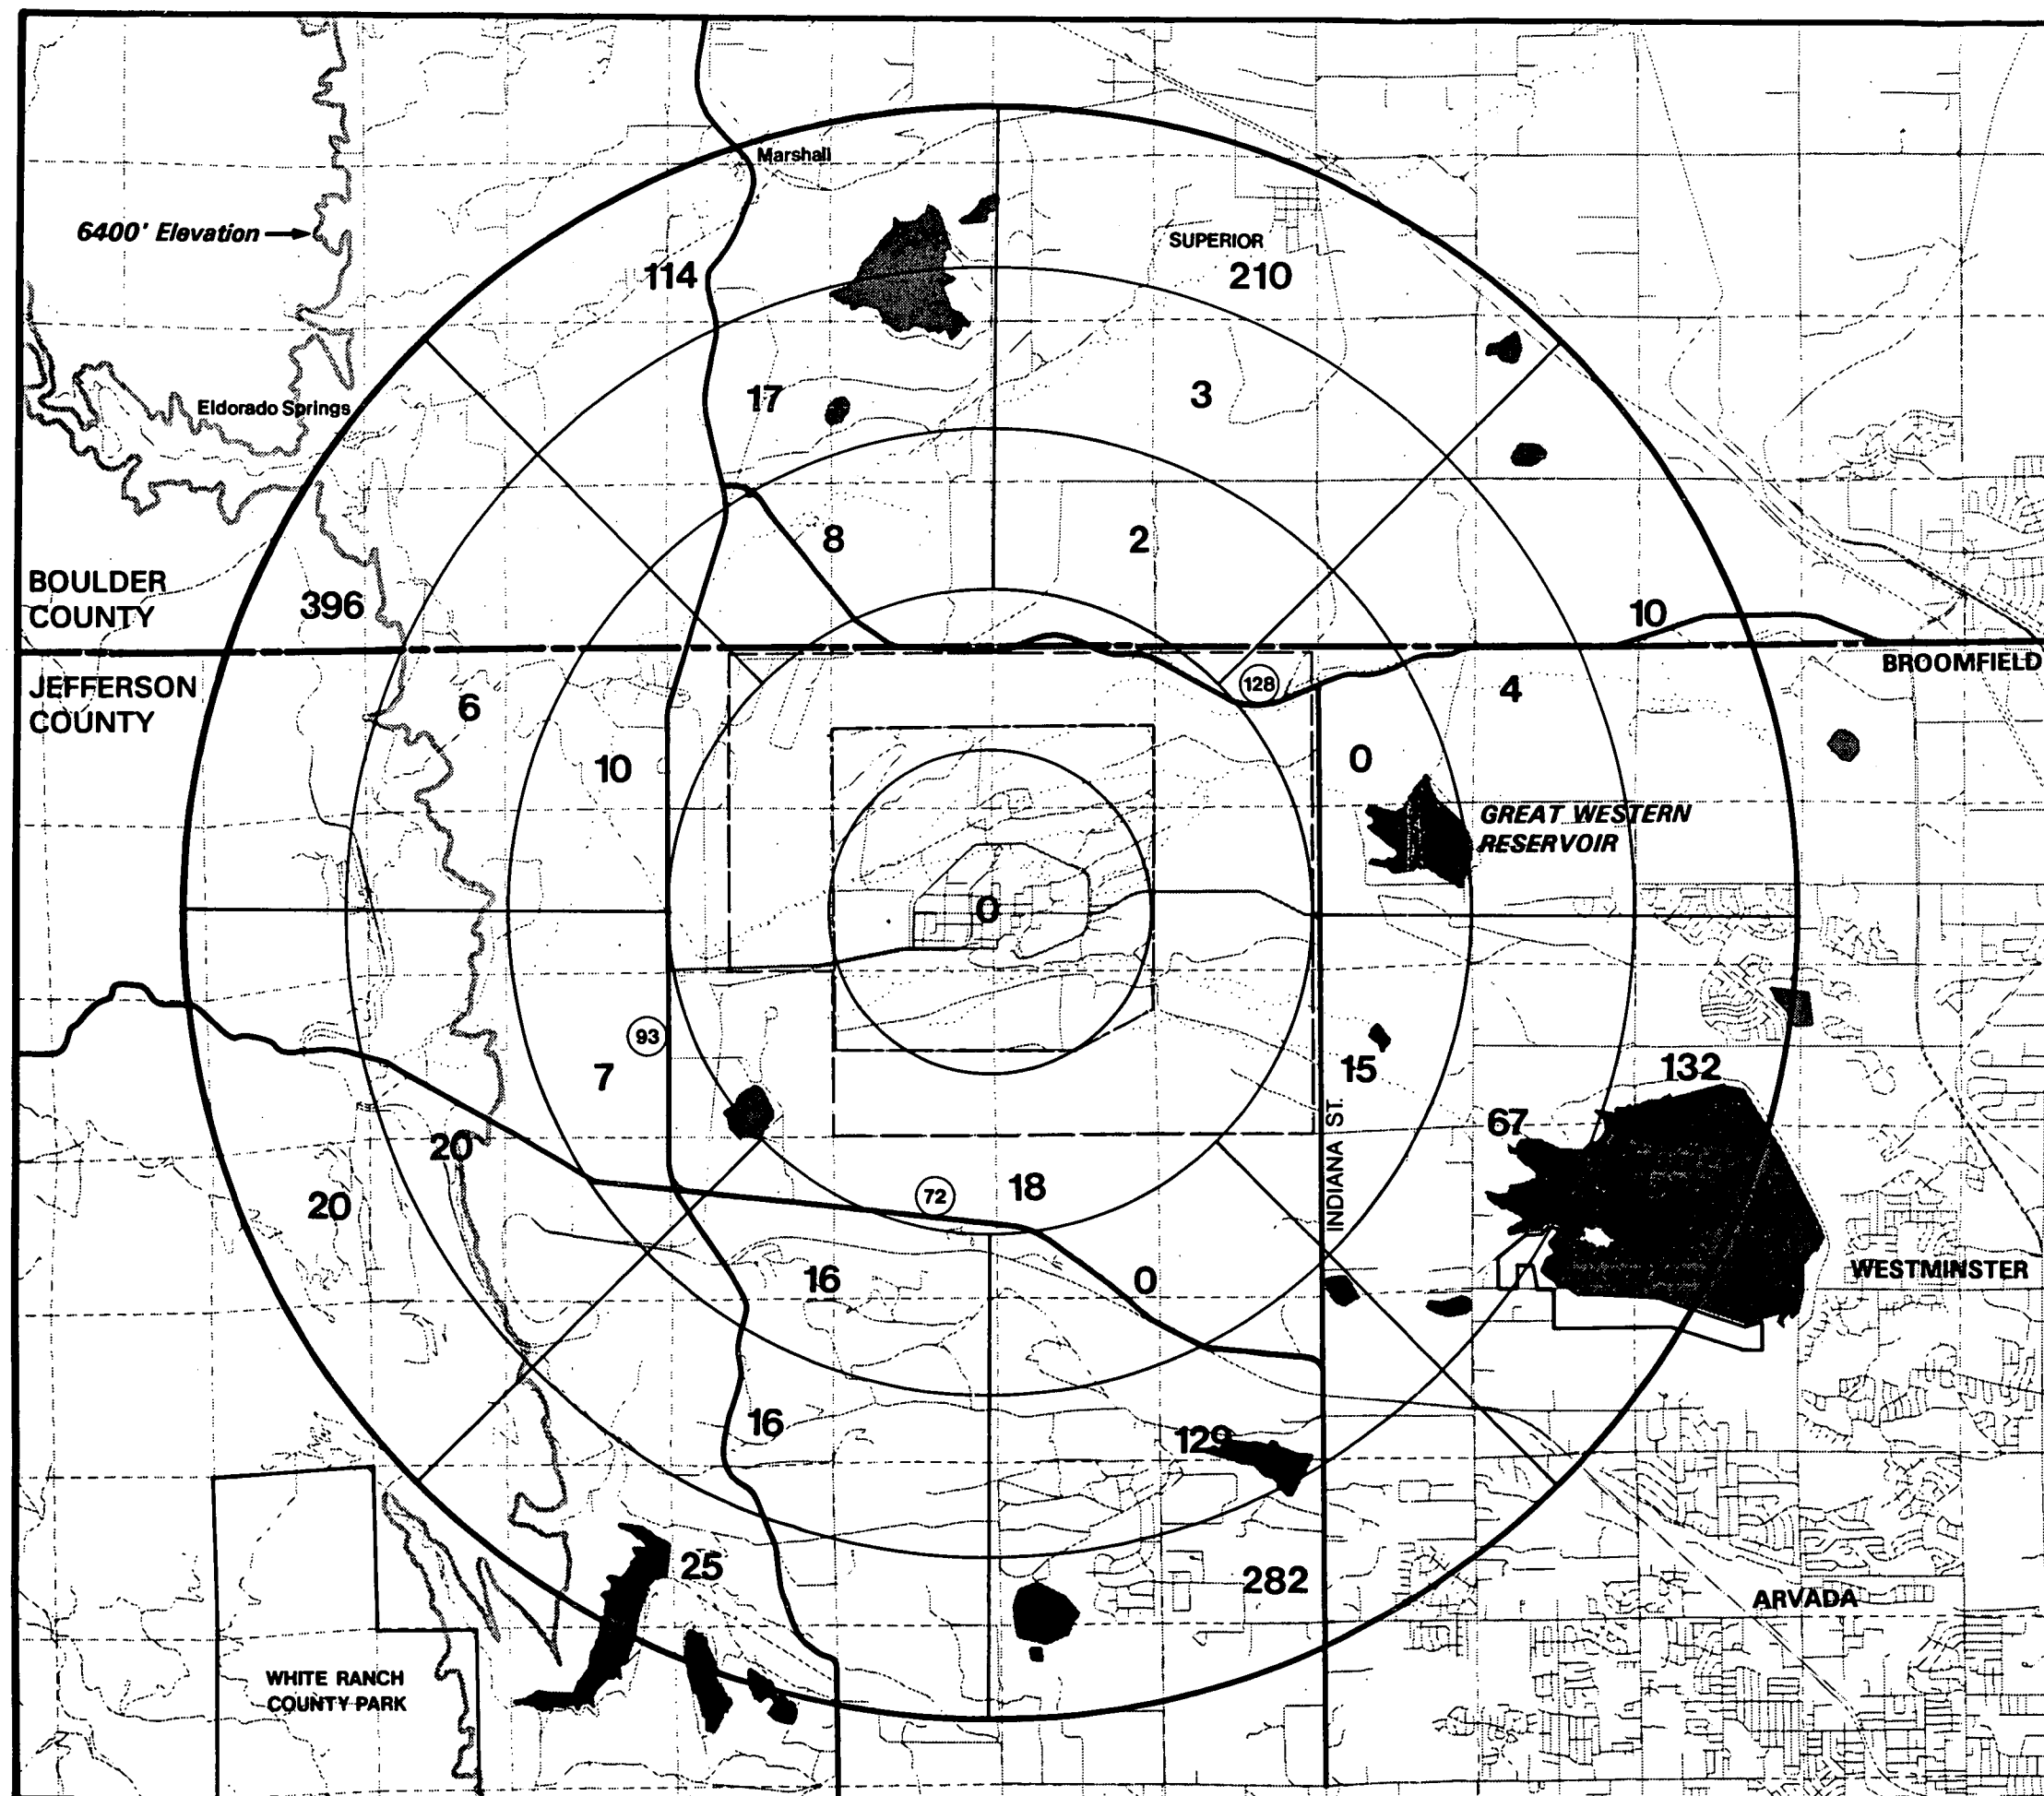 Marshall
6400' Elevation
SUPERIOR
114
210
17
3
Eldorado Springs
8
2
BOULDER
COUNTY
396
10
BROOMFIELD
JEFFERSON
COUNTY
128
4
6
10
0
GREAT WESTERN
RESERVOIR
0
93
7
15
132
67
20
INDIANA ST.
18
72
20
WESTMINSTER
16
0
16
129
25
282
ARVADA
WHITE RANCH
COUNTY PARK